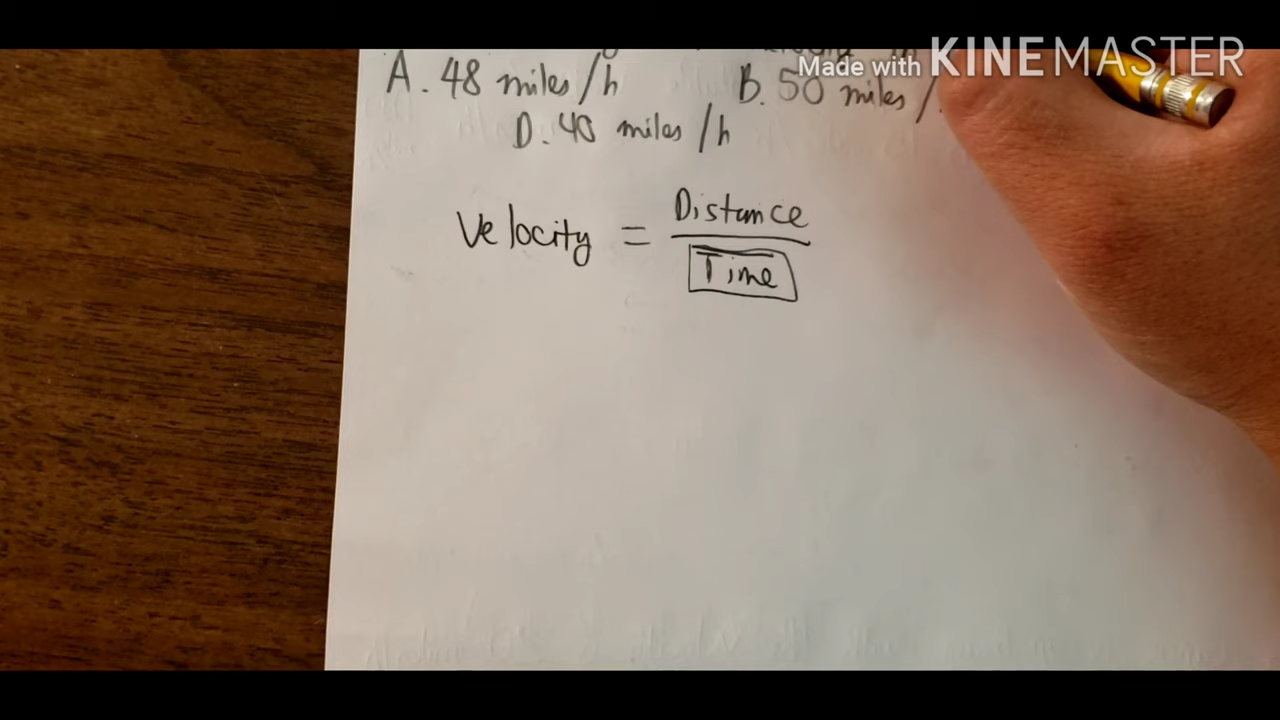 Made with KINEMASTER
A. 48 miles/h B. 50 miles/
D. 40 miles/h
Velocity = Distance
Time